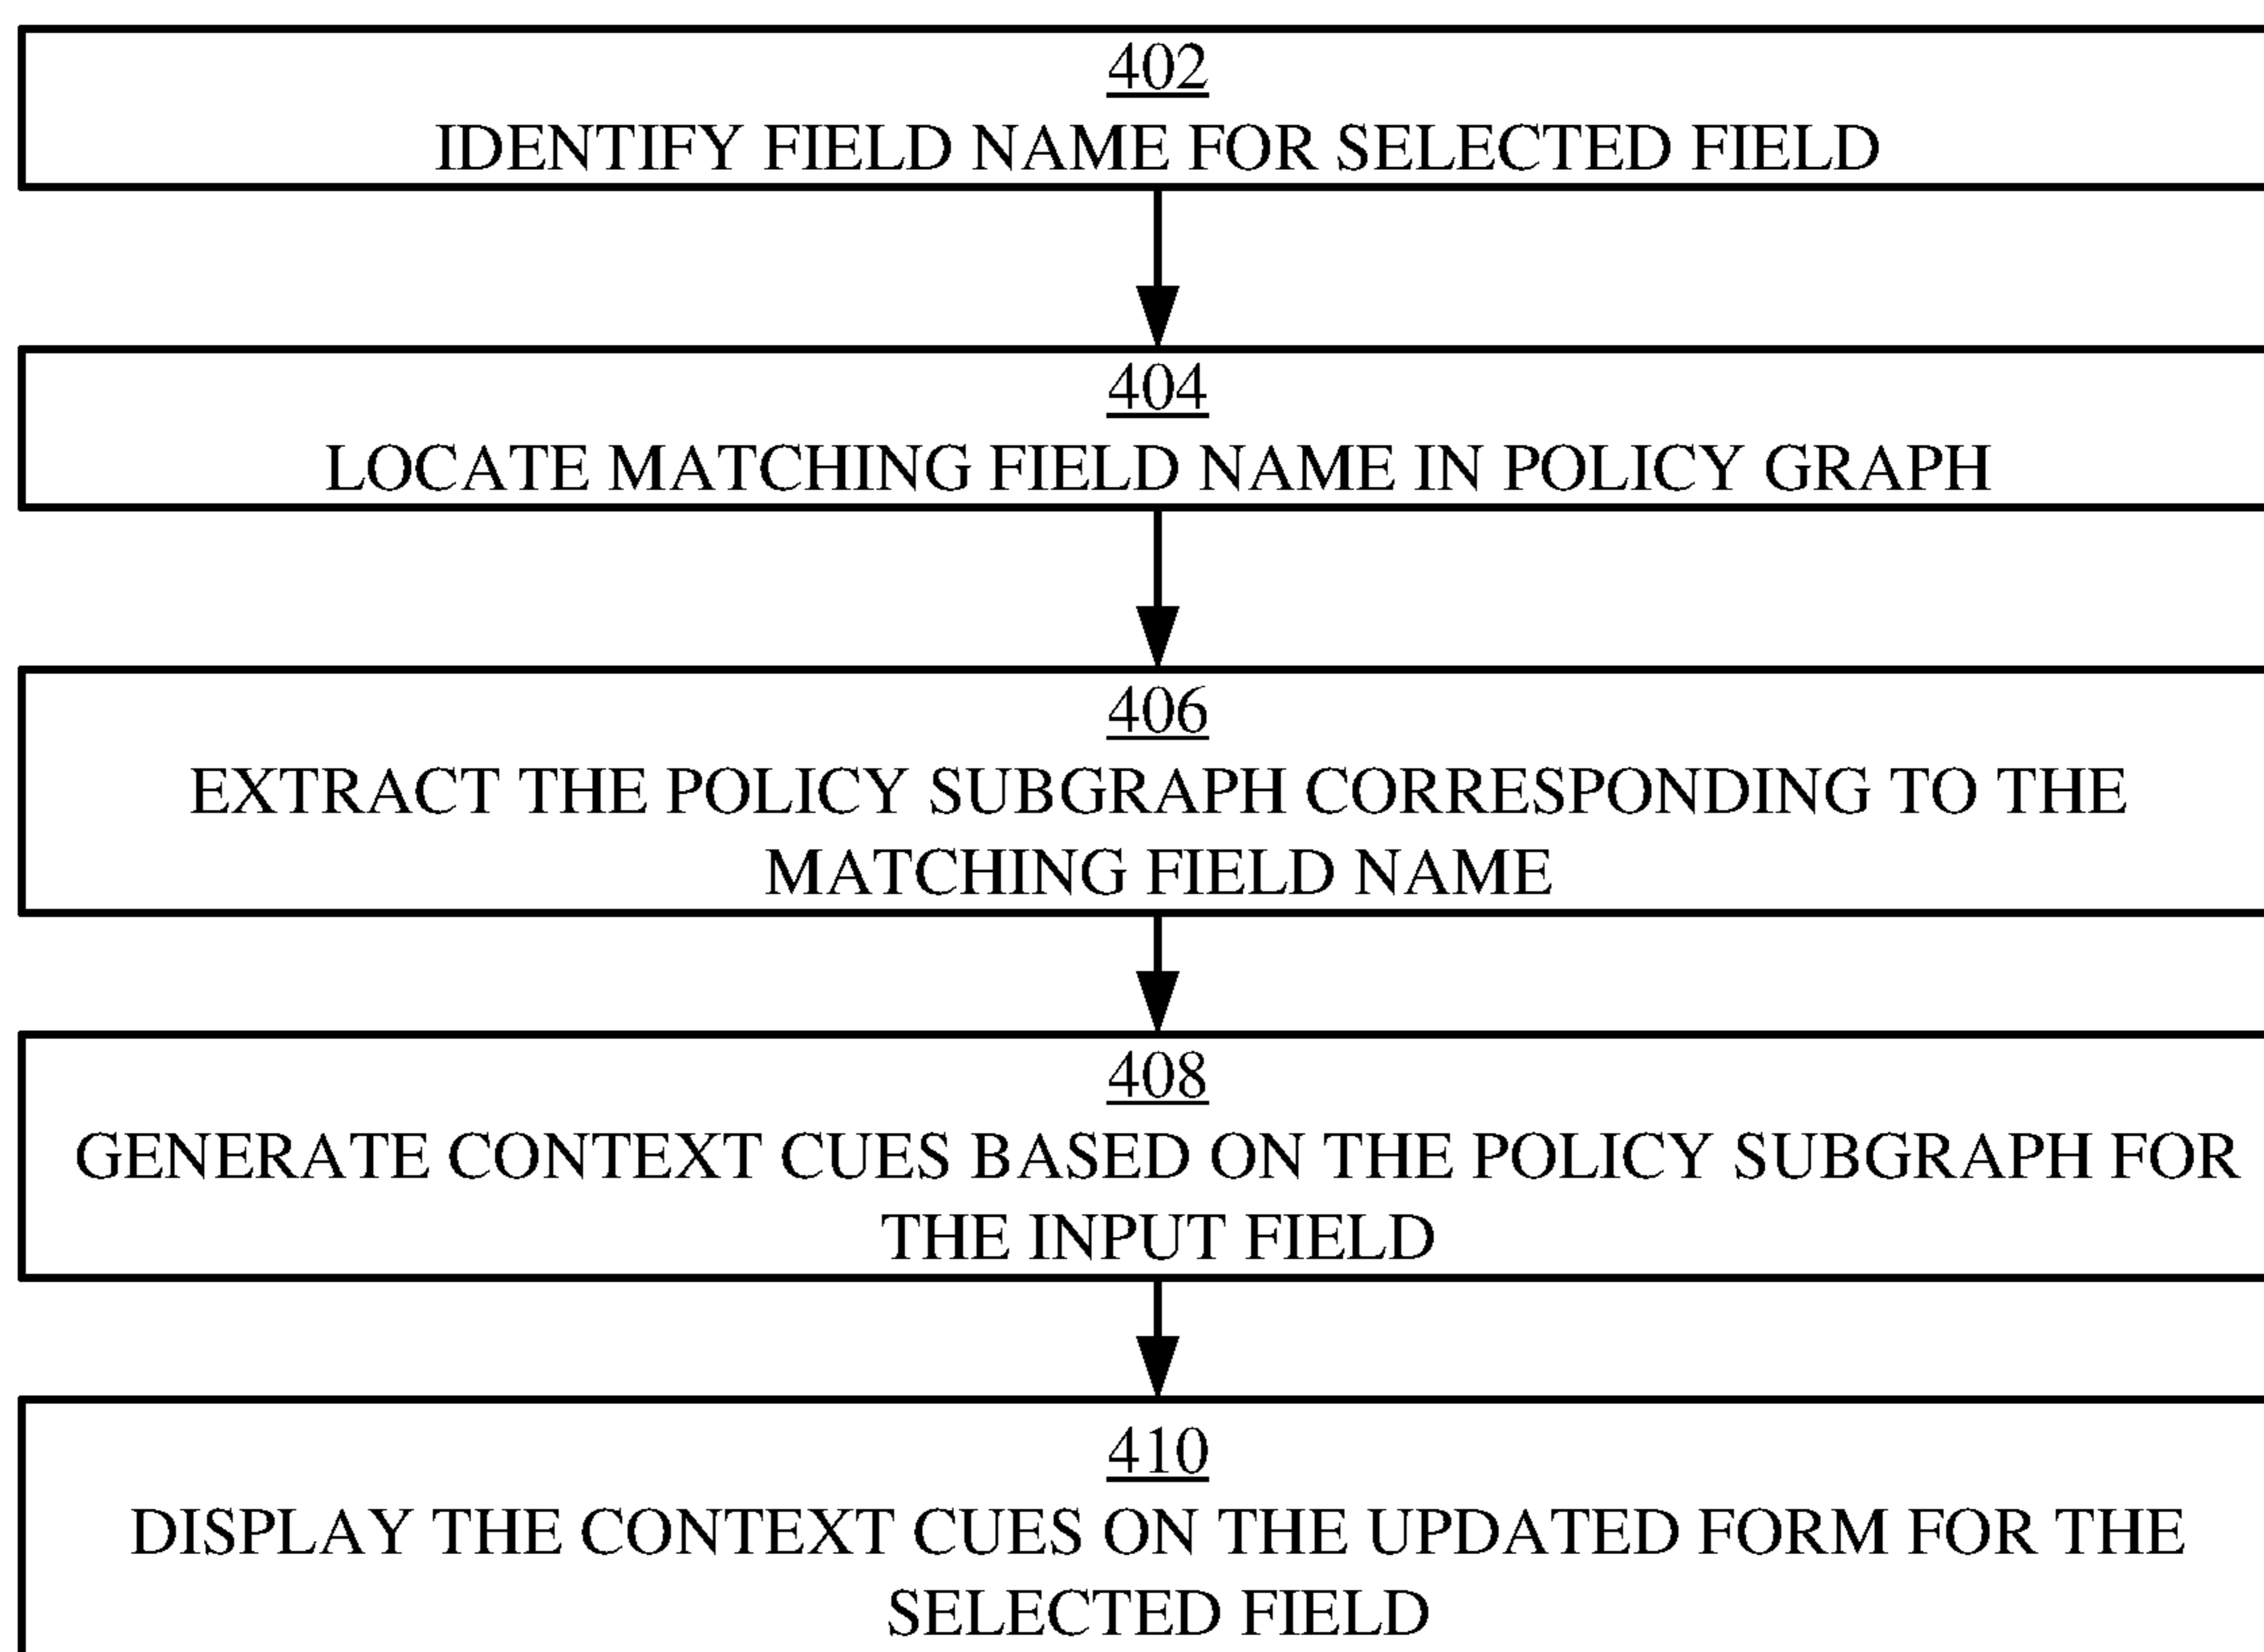 402
IDENTIFY FIELD NAME FOR SELECTED FIELD
404
LOCATE MATCHING FIELD NAME IN POLICY GRAPH
406
EXTRACT THE POLICY SUBGRAPH CORRESPONDING TO THE
MATCHING FIELD NAME
408
GENERATE CONTEXT CUES BASED ON THE POLICY SUBGRAPH FOR
THE INPUT FIELD
410
DISPLAY THE CONTEXT CUES ON THE UPDATED FORM FOR THE
SELECTED FIELD